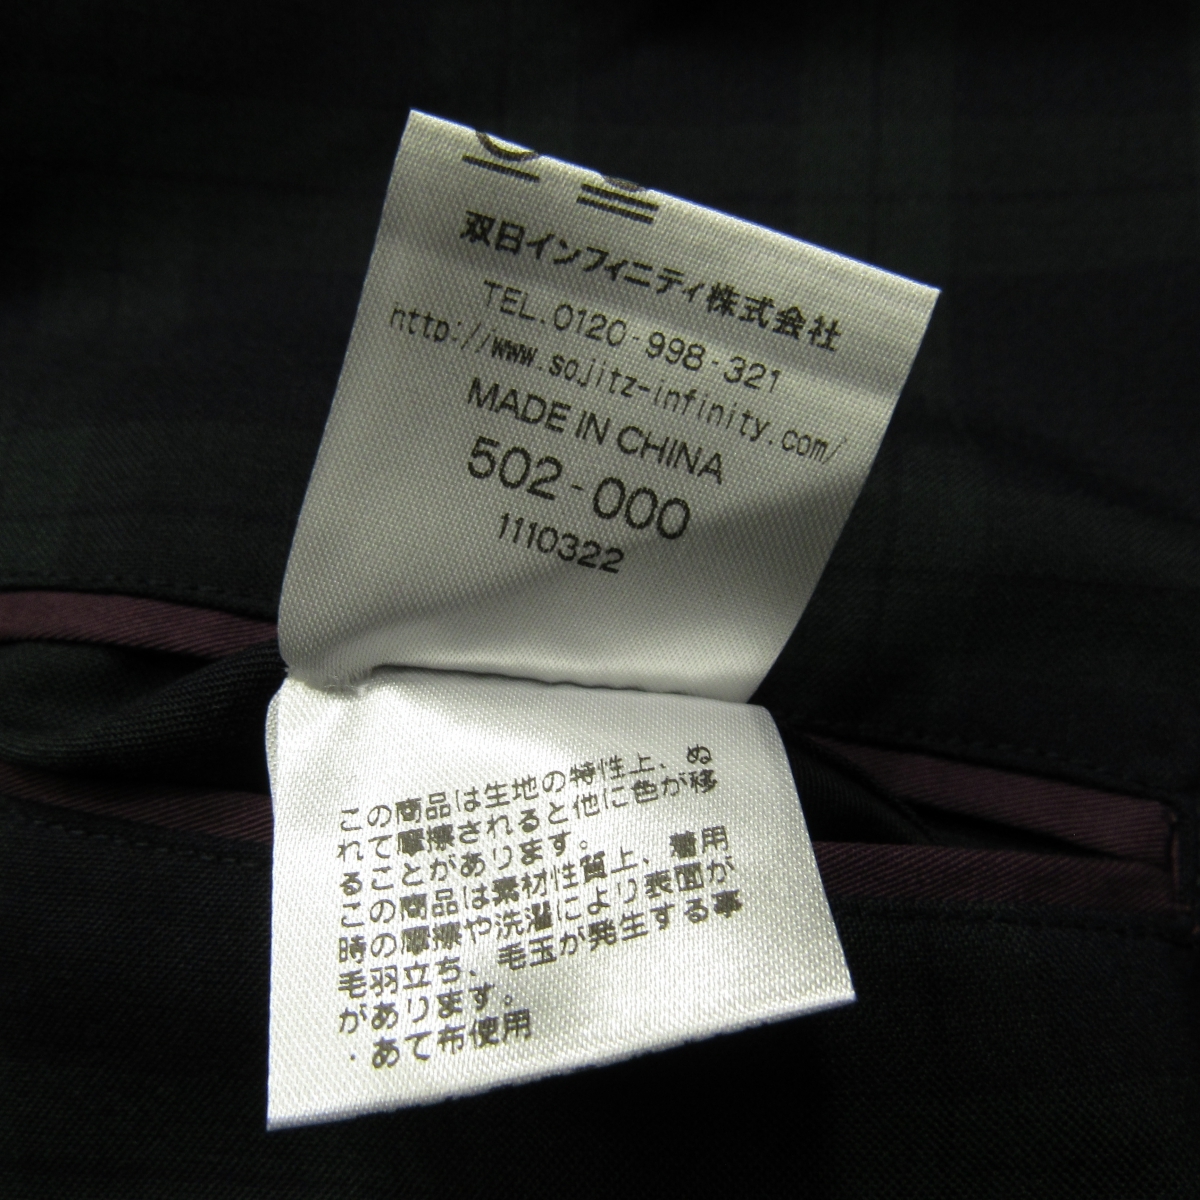 双日インフィニティ株式会社
TEL.0120-998-321
http://www.sojitz-infinity.com/
MADE IN CHINA
502-000
1110322
この商品は生地の特性上、ぬ
れて摩擦されると他に色が移
ることがあります。
この商品は素材性質上、着用
時の摩擦や洗濯により表面が
毛羽立ち、毛玉が発生する事
があります。
・あて布使用